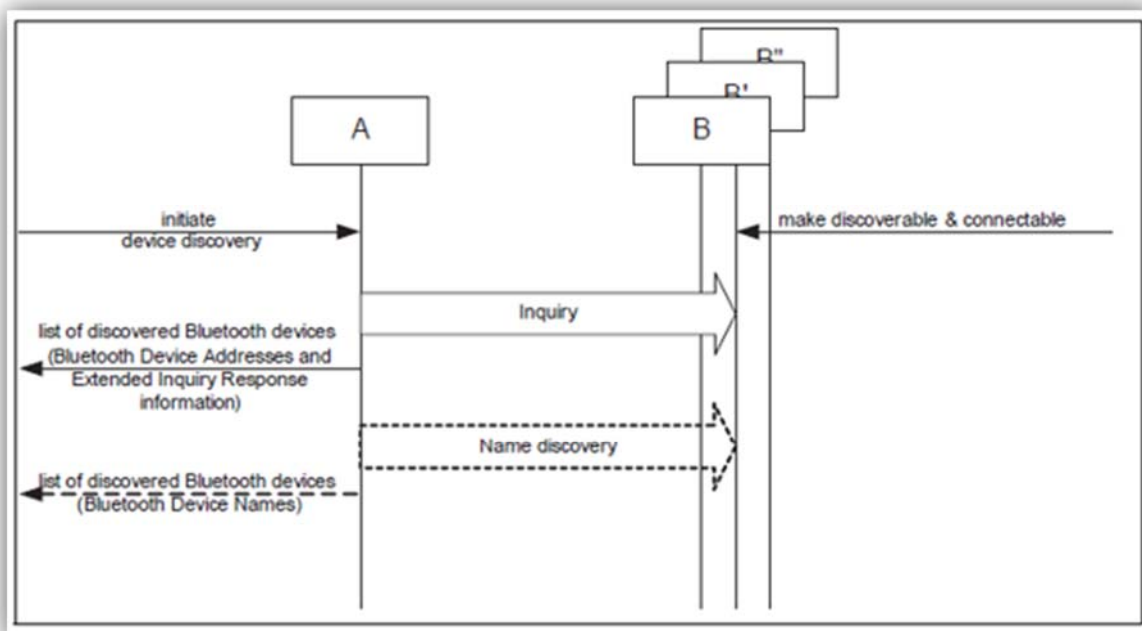 B"
B'
A
B
initiate
device discovery
make discoverable & connectable
Inquiry
list of discovered Bluetooth devices
(Bluetooth Device Addresses and
Extended Inquiry Response
information)
Name discovery
list of discovered Bluetooth devices
(Bluetooth Device Names)